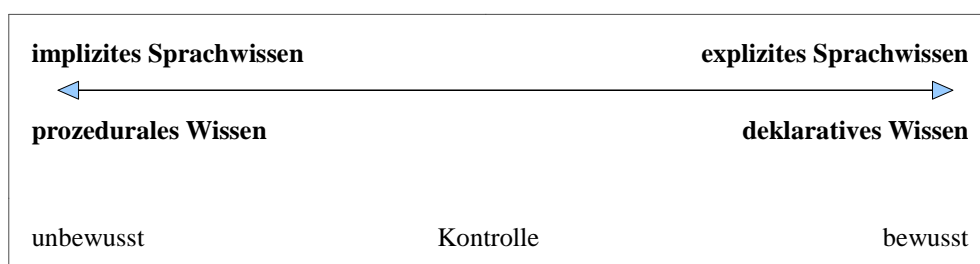 implizites Sprachwissen explizites Sprachwissen
prozedurales Wissen deklaratives Wissen
unbewusst Kontrolle bewusst